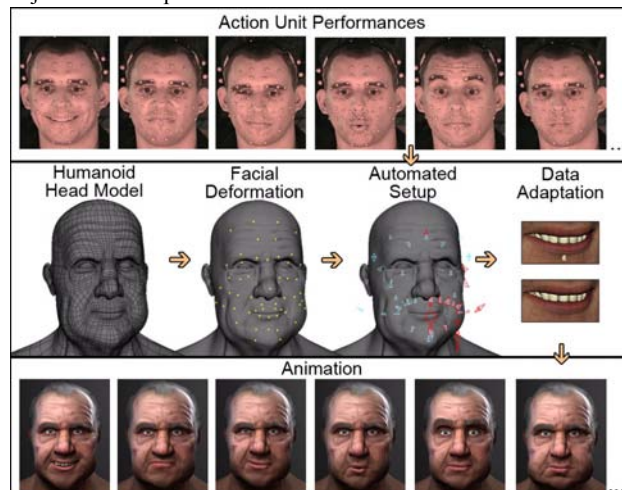 Action Unit Performances
...
Humanoid Head Model
Facial Deformation
Automated Setup
Data Adaptation
Animation
...